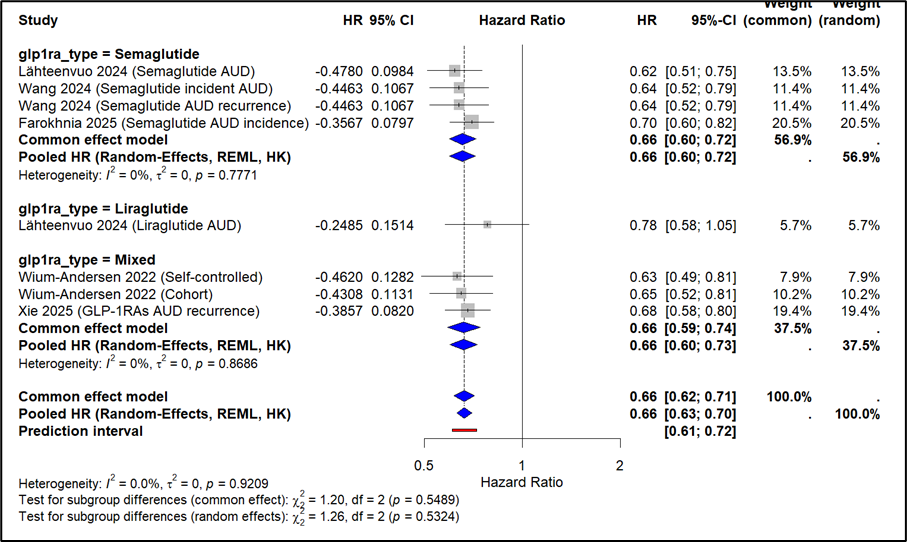 Weight Weight
Study HR 95% CI Hazard Ratio HR 95%-CI (common) (random)
glp1ra_type = Semaglutide
Lähteenvuo 2024 (Semaglutide AUD) -0.4780 0.0984 0.62 [0.51; 0.75] 13.5% 13.5%
Wang 2024 (Semaglutide incident AUD) -0.4463 0.1067 0.64 [0.52; 0.79] 11.4% 11.4%
Wang 2024 (Semaglutide AUD recurrence) -0.4463 0.1067 0.64 [0.52; 0.79] 11.4% 11.4%
Farokhnia 2025 (Semaglutide AUD incidence) -0.3567 0.0797 0.70 [0.60; 0.82] 20.5% 20.5%
Common effect model 0.66 [0.60; 0.72] 56.9% .
Pooled HR (Random-Effects, REML, HK) 0.66 [0.60; 0.72] . 56.9%
Heterogeneity: I² = 0%, τ² = 0, p = 0.7771
glp1ra_type = Liraglutide
Lähteenvuo 2024 (Liraglutide AUD) -0.2485 0.1514 0.78 [0.58; 1.05] 5.7% 5.7%
glp1ra_type = Mixed
Wium-Andersen 2022 (Self-controlled) -0.4620 0.1282 0.63 [0.49; 0.81] 7.9% 7.9%
Wium-Andersen 2022 (Cohort) -0.4308 0.1131 0.65 [0.52; 0.81] 10.2% 10.2%
Xie 2025 (GLP-1RAs AUD recurrence) -0.3857 0.0820 0.68 [0.58; 0.80] 19.4% 19.4%
Common effect model 0.66 [0.59; 0.74] 37.5% .
Pooled HR (Random-Effects, REML, HK) 0.66 [0.60; 0.73] . 37.5%
Heterogeneity: I² = 0%, τ² = 0, p = 0.8686
Common effect model 0.66 [0.62; 0.71] 100.0% .
Pooled HR (Random-Effects, REML, HK) 0.66 [0.63; 0.70] . 100.0%
Prediction interval [0.61; 0.72]
0.5 1 2
Hazard Ratio
Heterogeneity: I² = 0.0%, τ² = 0, p = 0.9209
Test for subgroup differences (common effect): χ²₂ = 1.20, df = 2 (p = 0.5489)
Test for subgroup differences (random effects): χ²₂ = 1.26, df = 2 (p = 0.5324)